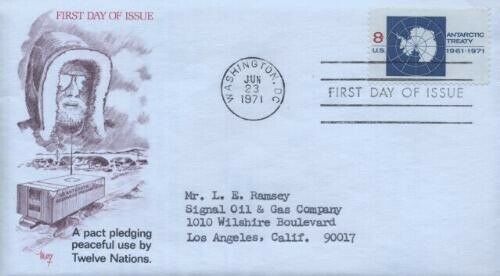 FIRST DAY OF ISSUE
8
U.S.
ANTARCTIC
TREATY
1961-1971
WASHINGTON, DC
JUN
23
1971
FIRST DAY OF ISSUE
Mr. L. E. Ramsey
Signal Oil & Gas Company
1010 Wilshire Boulevard
Los Angeles, Calif. 90017
A pact pledging
peaceful use by
Twelve Nations.